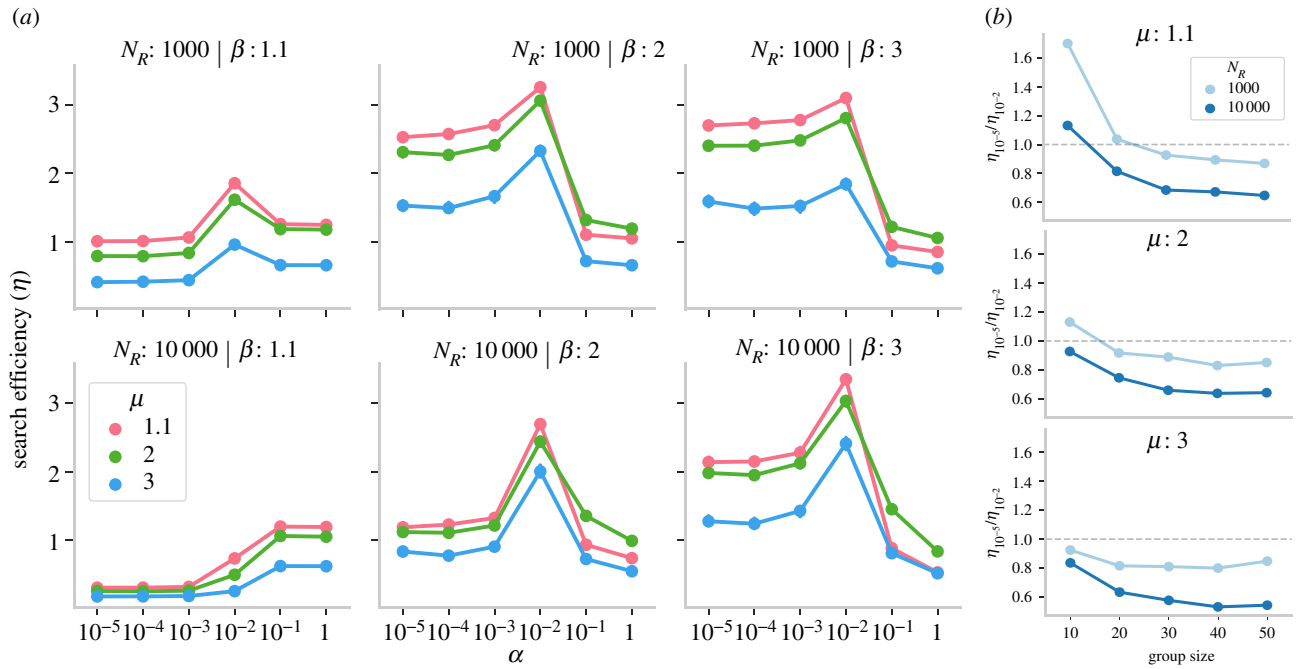 (a)
N_R: 1000 | β: 1.1
N_R: 1000 | β: 2
N_R: 1000 | β: 3
3
2
1
search efficiency (η)
N_R: 10 000 | β: 1.1
N_R: 10 000 | β: 2
N_R: 10 000 | β: 3
3
2
1
μ
1.1
2
3
10⁻⁵ 10⁻⁴ 10⁻³ 10⁻² 10⁻¹ 1
10⁻⁵ 10⁻⁴ 10⁻³ 10⁻² 10⁻¹ 1
10⁻⁵ 10⁻⁴ 10⁻³ 10⁻² 10⁻¹ 1
α
(b)
μ: 1.1
N_R
1000
10 000
1.6
1.4
1.2
1.0
0.8
0.6
η_10⁻⁵/η_10⁻²
μ: 2
1.6
1.4
1.2
1.0
0.8
0.6
η_10⁻⁵/η_10⁻²
μ: 3
1.6
1.4
1.2
1.0
0.8
0.6
η_10⁻⁵/η_10⁻²
10 20 30 40 50
group size